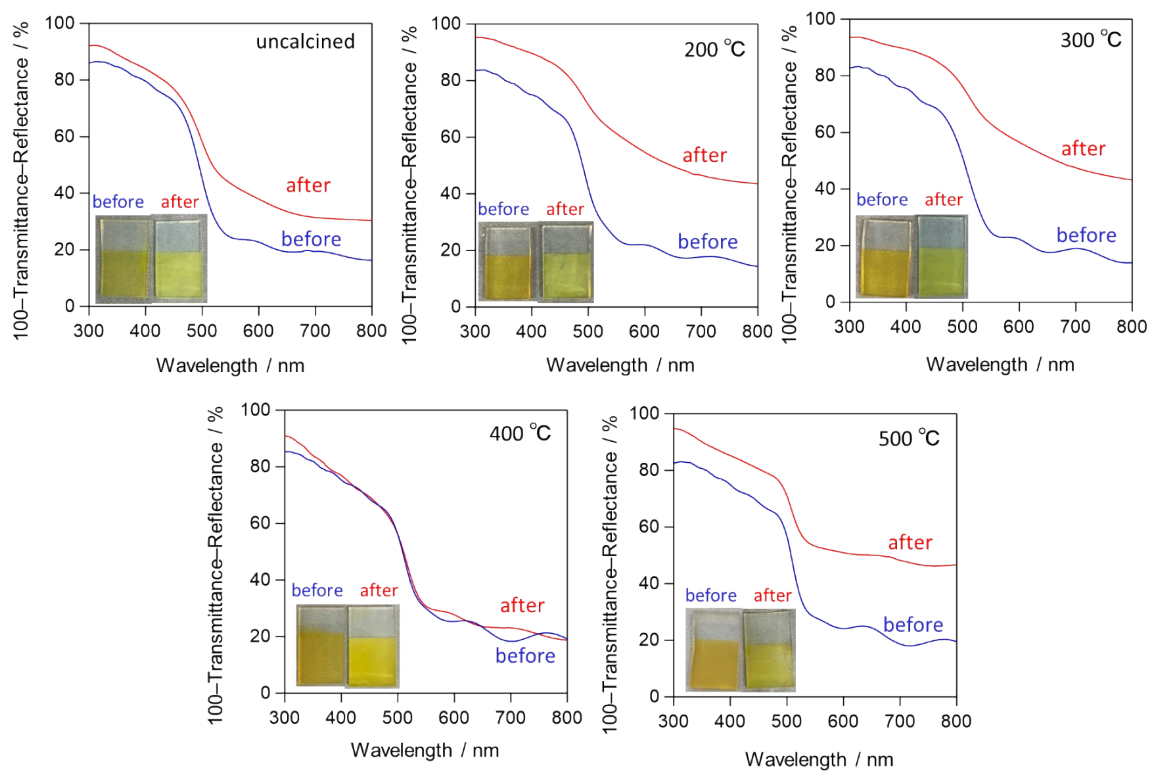 100–Transmittance–Reflectance / %
100
80
60
40
20
0
uncalcined
after
before
before
after
300 400 500 600 700 800
Wavelength / nm
100–Transmittance–Reflectance / %
100
80
60
40
20
0
200 ℃
after
before
before
after
300 400 500 600 700 800
Wavelength / nm
100–Transmittance–Reflectance / %
100
80
60
40
20
0
300 ℃
after
before
before
after
300 400 500 600 700 800
Wavelength / nm
100–Transmittance–Reflectance / %
100
80
60
40
20
0
400 ℃
before
after
after
before
300 400 500 600 700 800
Wavelength / nm
100–Transmittance–Reflectance / %
100
80
60
40
20
0
500 ℃
after
before
after
before
300 400 500 600 700 800
Wavelength / nm